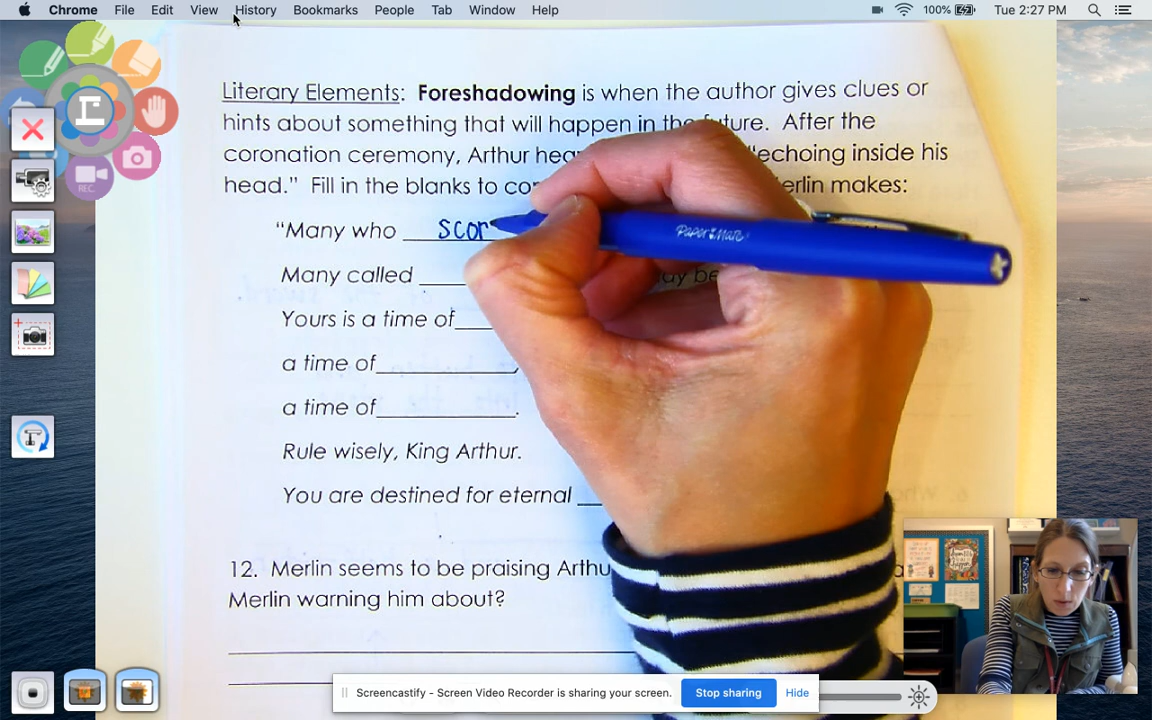 Chrome File Edit View History Bookmarks People Tab Window Help 100% Tue 2:27 PM
Literary Elements: Foreshadowing is when the author gives clues or
hints about something that will happen in the future. After the
coronation ceremony, Arthur hear "echoing inside his
head." Fill in the blanks to co erlin makes:
"Many who scor
Many called ay be
Yours is a time of
a time of ,
a time of .
Rule wisely, King Arthur.
You are destined for eternal
12. Merlin seems to be praising Arthu
Merlin warning him about?
REC
Paper Mate
Screencastify - Screen Video Recorder is sharing your screen. Stop sharing Hide